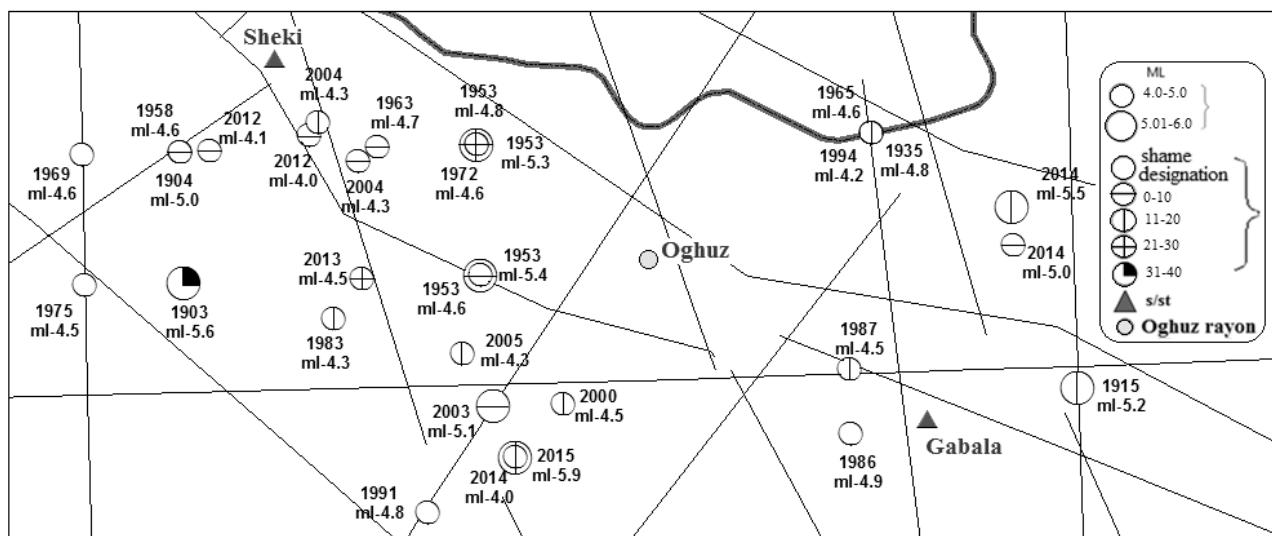 Sheki
2004
ml-4.3
1958
ml-4.6
2012
ml-4.1
1963
ml-4.7
1953
ml-4.8
1953
ml-5.3
1972
ml-4.6
2012
ml-4.0
2004
ml-4.3
1969
ml-4.6
1904
ml-5.0
1965
ml-4.6
1994
ml-4.2
1935
ml-4.8
2014
ml-5.5
2014
ml-5.0
Oghuz
2013
ml-4.5
1953
ml-5.4
1953
ml-4.6
1975
ml-4.5
1903
ml-5.6
1983
ml-4.3
2005
ml-4.3
1987
ml-4.5
2003
ml-5.1
2000
ml-4.5
1915
ml-5.2
Gabala
1986
ml-4.9
2014
ml-4.0
2015
ml-5.9
1991
ml-4.8
ML
4.0-5.0
5.01-6.0
shame
designation
0-10
11-20
21-30
31-40
s/st
Oghuz rayon